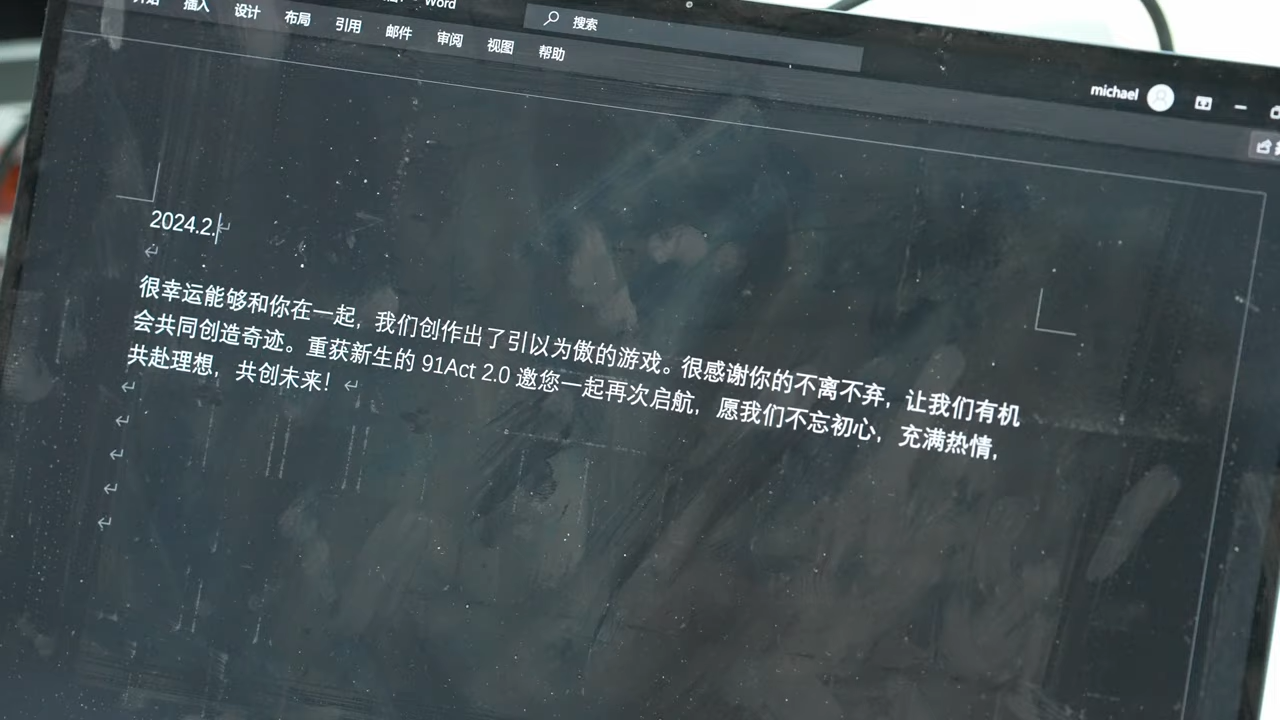 Word
搜索
开始 插入 设计 布局 引用 邮件 审阅 视图 帮助
michael
2024.2.
很幸运能够和你在一起，我们创作出了引以为傲的游戏。很感谢你的不离不弃，让我们有机
会共同创造奇迹。重获新生的 91Act 2.0 邀您一起再次启航，愿我们不忘初心，充满热情，
共赴理想，共创未来！